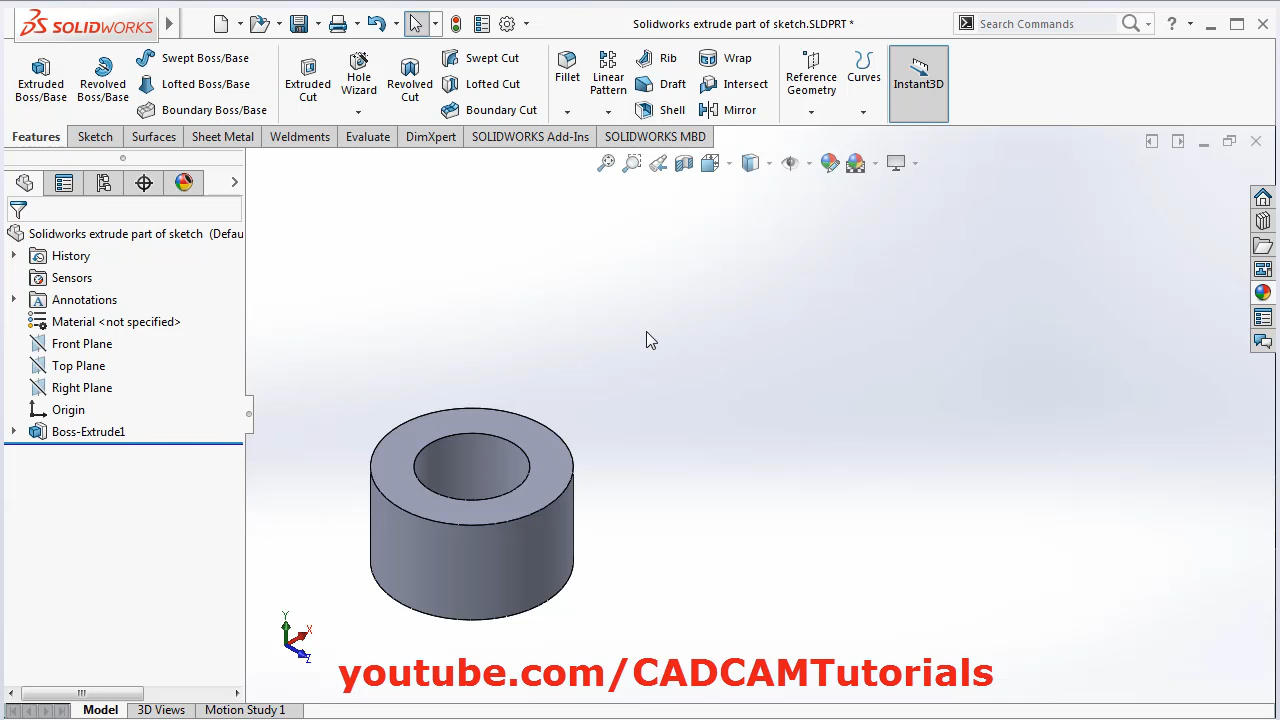 SOLIDWORKS
Solidworks extrude part of sketch.SLDPRT *
Search Commands
?
Extruded Boss/Base
Revolved Boss/Base
Swept Boss/Base
Lofted Boss/Base
Boundary Boss/Base
Extruded Cut
Hole Wizard
Revolved Cut
Swept Cut
Lofted Cut
Boundary Cut
Fillet
Linear Pattern
Rib
Draft
Shell
Wrap
Intersect
Mirror
Reference Geometry
Curves
Instant3D
Features
Sketch
Surfaces
Sheet Metal
Weldments
Evaluate
DimXpert
SOLIDWORKS Add-Ins
SOLIDWORKS MBD
Solidworks extrude part of sketch (Defau
History
Sensors
Annotations
Material <not specified>
Front Plane
Top Plane
Right Plane
Origin
Boss-Extrude1
Y
X
Z
youtube.com/CADCAMTutorials
Model
3D Views
Motion Study 1